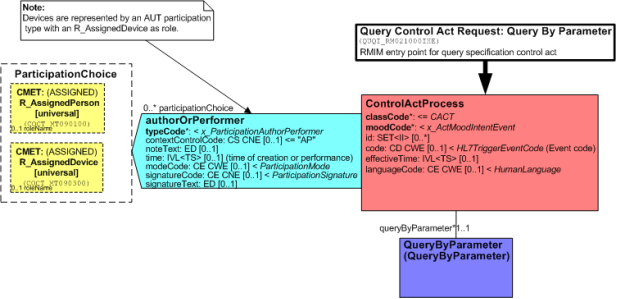 Note:
Devices are represented by an AUT participation
type with an R_AssignedDevice as role.
Query Control Act Request: Query By Parameter
(QUQI_RM021000IXE)
RMIM entry point for query specification control act
ParticipationChoice
CMET: (ASSIGNED)
R_AssignedPerson
[universal]
(COCT_XT090100)
0..1 roleName
CMET: (ASSIGNED)
R_AssignedDevice
[universal]
(COCT_XT090300)
0..1 roleName
0..* participationChoice
authorOrPerformer
typeCode*: < x_ParticipationAuthorPerformer
contextControlCode: CS CNE [0..1] <= "AP"
noteText: ED [0..1]
time: IVL<TS> [0..1] (time of creation or performance)
modeCode: CE CWE [0..1] < ParticipationMode
signatureCode: CE CNE [0..1] < ParticipationSignature
signatureText: ED [0..1]
ControlActProcess
classCode*: <= CACT
moodCode*: < x_ActMoodIntentEvent
id: SET<II> [0..*]
code: CD CWE [0..1] < HL7TriggerEventCode (Event code)
effectiveTime: IVL<TS> [0..1]
languageCode: CE CWE [0..1] < HumanLanguage
queryByParameter*1..1
QueryByParameter
(QueryByParameter)